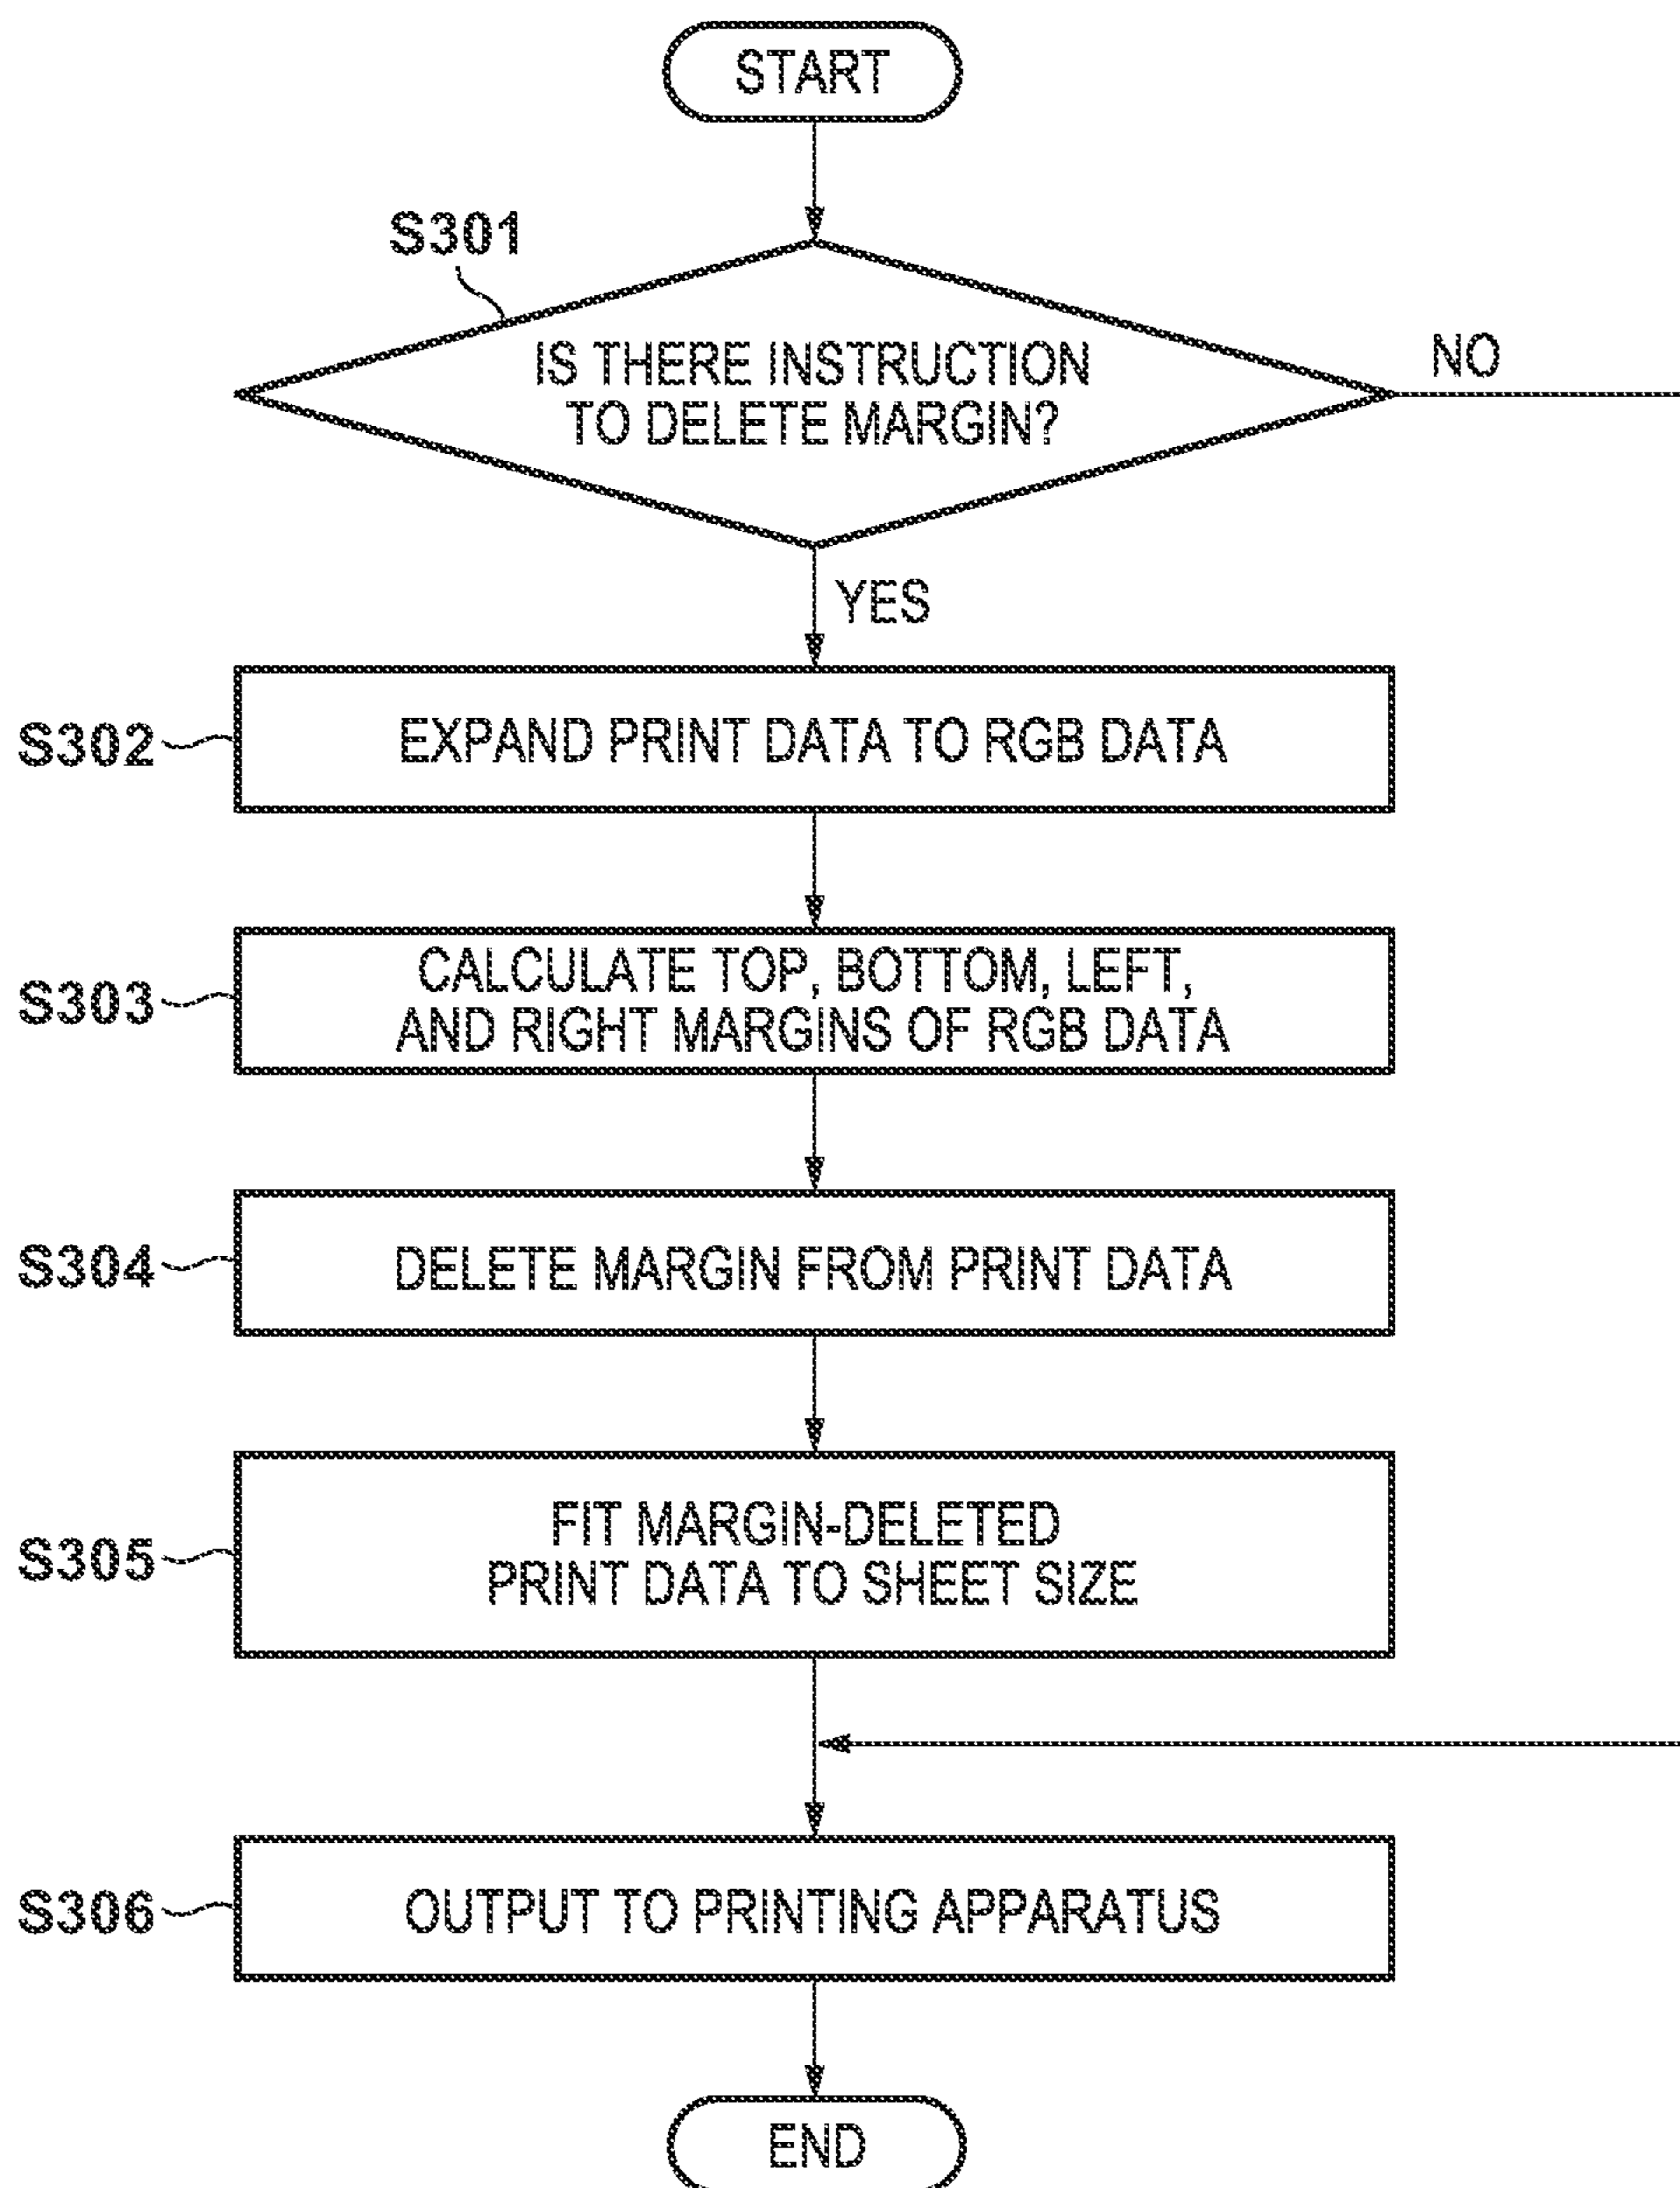 START
S301
IS THERE INSTRUCTION
TO DELETE MARGIN?
NO
YES
S302
EXPAND PRINT DATA TO RGB DATA
S303
CALCULATE TOP, BOTTOM, LEFT,
AND RIGHT MARGINS OF RGB DATA
S304
DELETE MARGIN FROM PRINT DATA
S305
FIT MARGIN-DELETED
PRINT DATA TO SHEET SIZE
S306
OUTPUT TO PRINTING APPARATUS
END